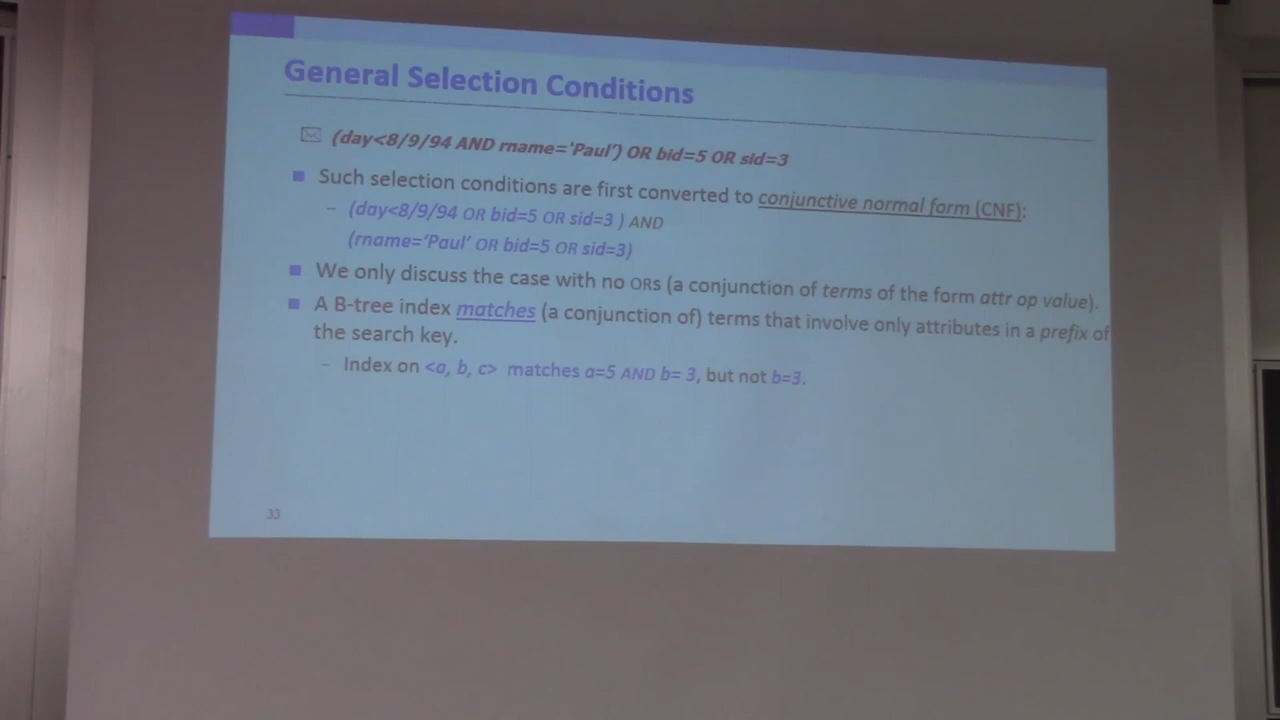 General Selection Conditions
(day<8/9/94 AND rname='Paul') OR bid=5 OR sid=3
Such selection conditions are first converted to conjunctive normal form (CNF):
– (day<8/9/94 OR bid=5 OR sid=3 ) AND
(rname='Paul' OR bid=5 OR sid=3)
We only discuss the case with no ORs (a conjunction of terms of the form attr op value).
A B-tree index matches (a conjunction of) terms that involve only attributes in a prefix of
the search key.
– Index on <a, b, c> matches a=5 AND b= 3, but not b=3.
33